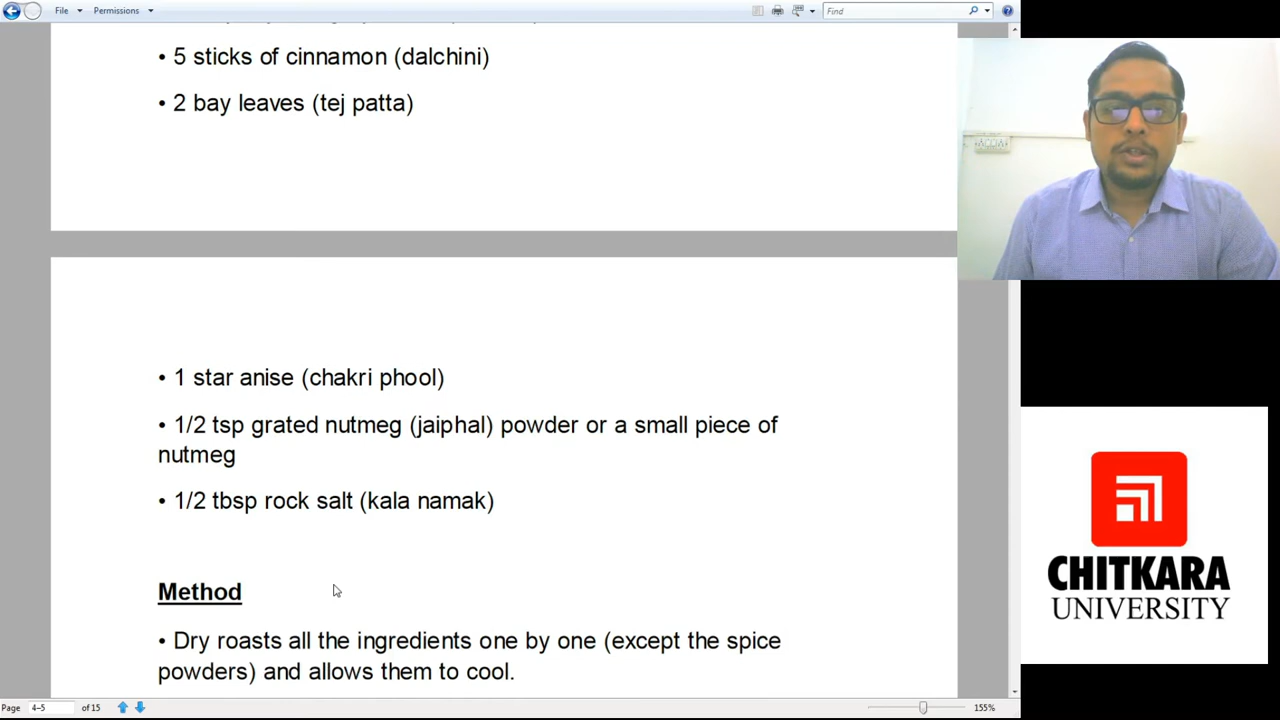 File
Permissions
Find
• 5 sticks of cinnamon (dalchini)
• 2 bay leaves (tej patta)
• 1 star anise (chakri phool)
• 1/2 tsp grated nutmeg (jaiphal) powder or a small piece of
nutmeg
• 1/2 tbsp rock salt (kala namak)
Method
• Dry roasts all the ingredients one by one (except the spice
powders) and allows them to cool.
CHITKARA
UNIVERSITY
Page 4–5 of 15
155%